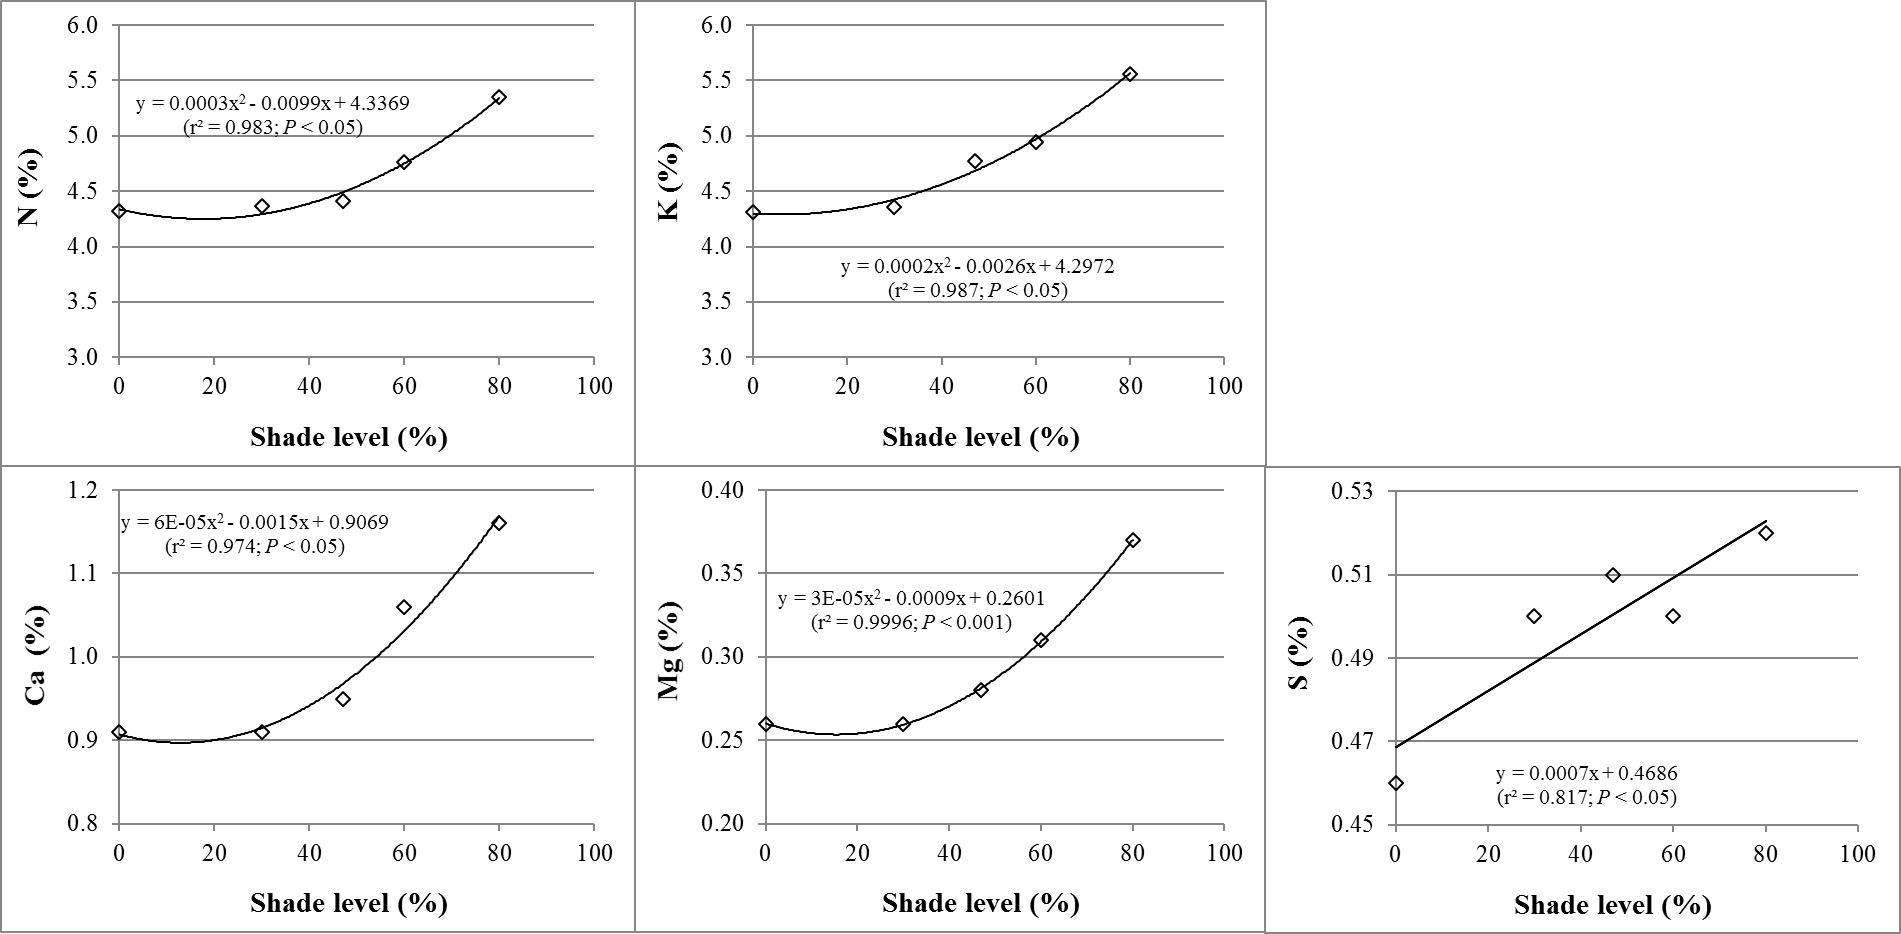 6.0
5.5
5.0
4.5
4.0
3.5
3.0
N (%)
y = 0.0003x² - 0.0099x + 4.3369
(r² = 0.983; P < 0.05)
0 20 40 60 80 100
Shade level (%)
6.0
5.5
5.0
4.5
4.0
3.5
3.0
K (%)
y = 0.0002x² - 0.0026x + 4.2972
(r² = 0.987; P < 0.05)
0 20 40 60 80 100
Shade level (%)
1.2
1.1
1.0
0.9
0.8
Ca (%)
y = 6E-05x² - 0.0015x + 0.9069
(r² = 0.974; P < 0.05)
0 20 40 60 80 100
Shade level (%)
0.40
0.35
0.30
0.25
0.20
Mg (%)
y = 3E-05x² - 0.0009x + 0.2601
(r² = 0.9996; P < 0.001)
0 20 40 60 80 100
Shade level (%)
0.53
0.51
0.49
0.47
0.45
S (%)
y = 0.0007x + 0.4686
(r² = 0.817; P < 0.05)
0 20 40 60 80 100
Shade level (%)